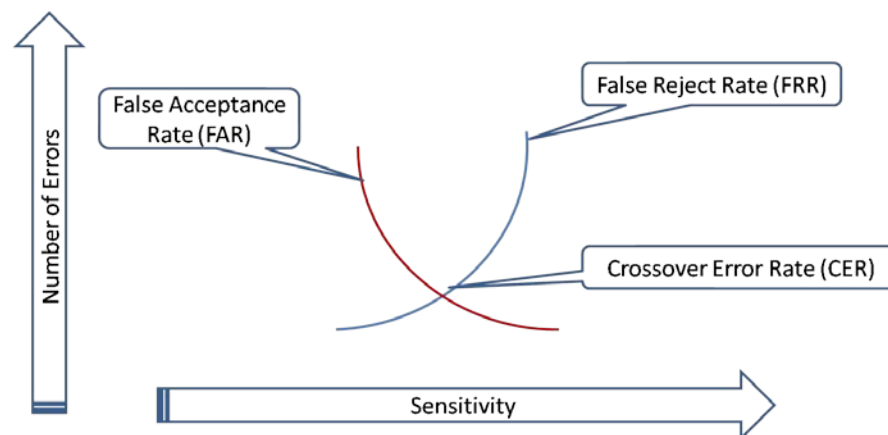 False Reject Rate (FRR)
False Acceptance
Rate (FAR)
Number of Errors
Crossover Error Rate (CER)
Sensitivity